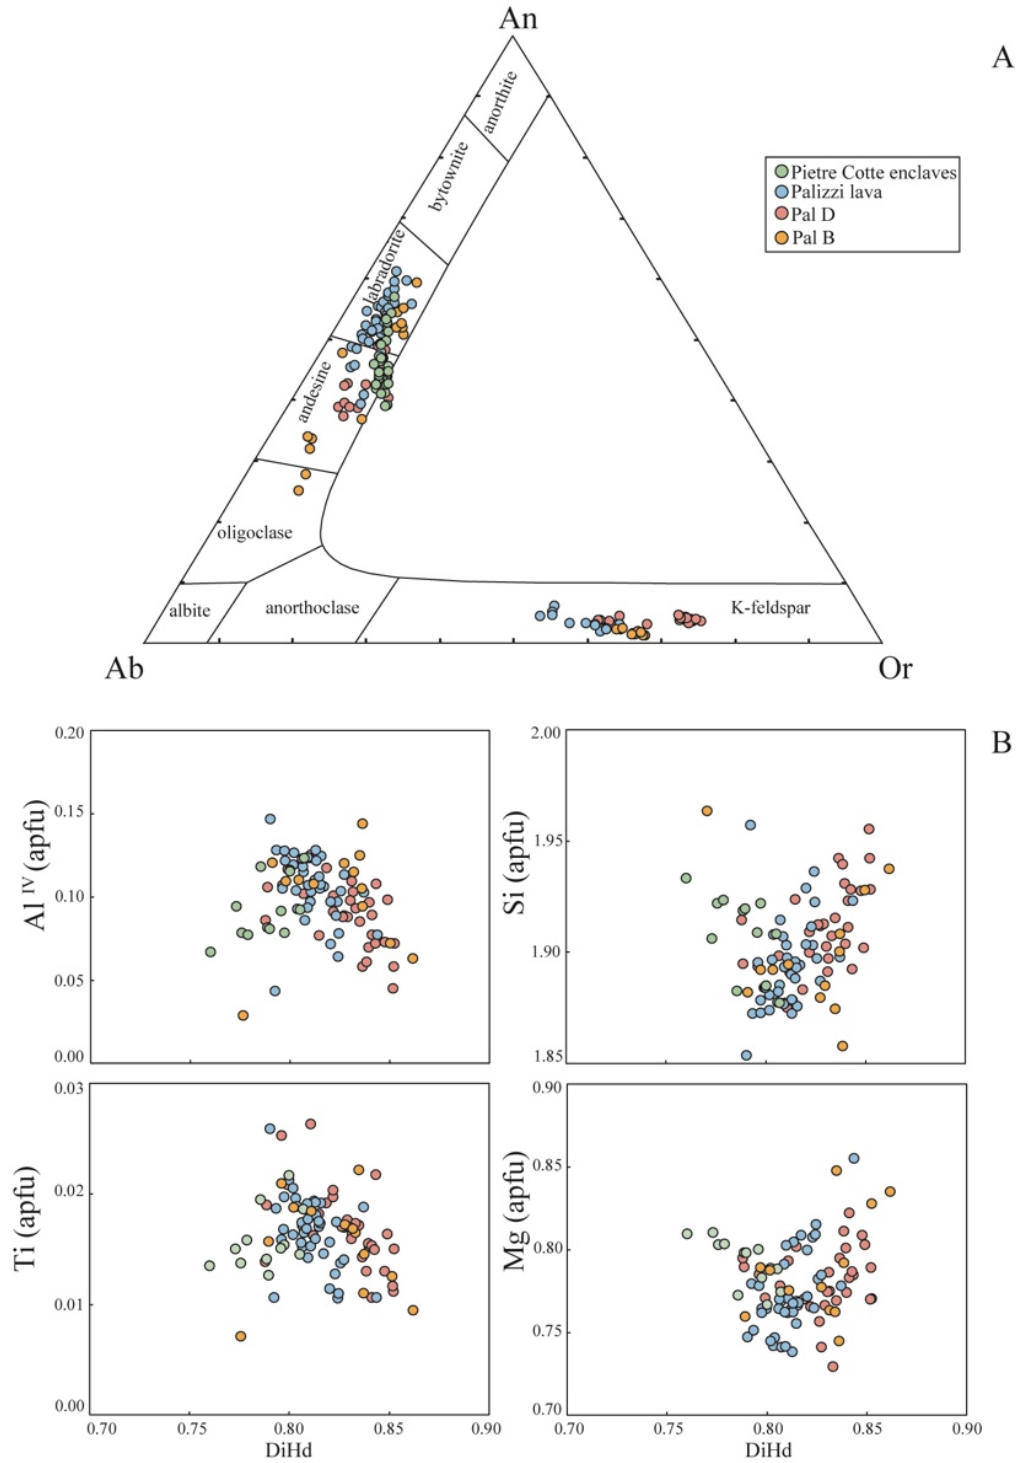 An
A
anorthite
bytownite
labradorite
andesine
oligoclase
albite
anorthoclase
K-feldspar
Ab
Or
Pietre Cotte enclaves
Palizzi lava
Pal D
Pal B
B
0.20
0.15
0.10
0.05
0.00
Al IV (apfu)
2.00
1.95
1.90
1.85
Si (apfu)
0.03
0.02
0.01
0.00
Ti (apfu)
0.70 0.80 0.85 0.90
DiHd
0.90
0.85
0.80
0.75
0.70
Mg (apfu)
0.70 0.80 0.85 0.90
DiHd